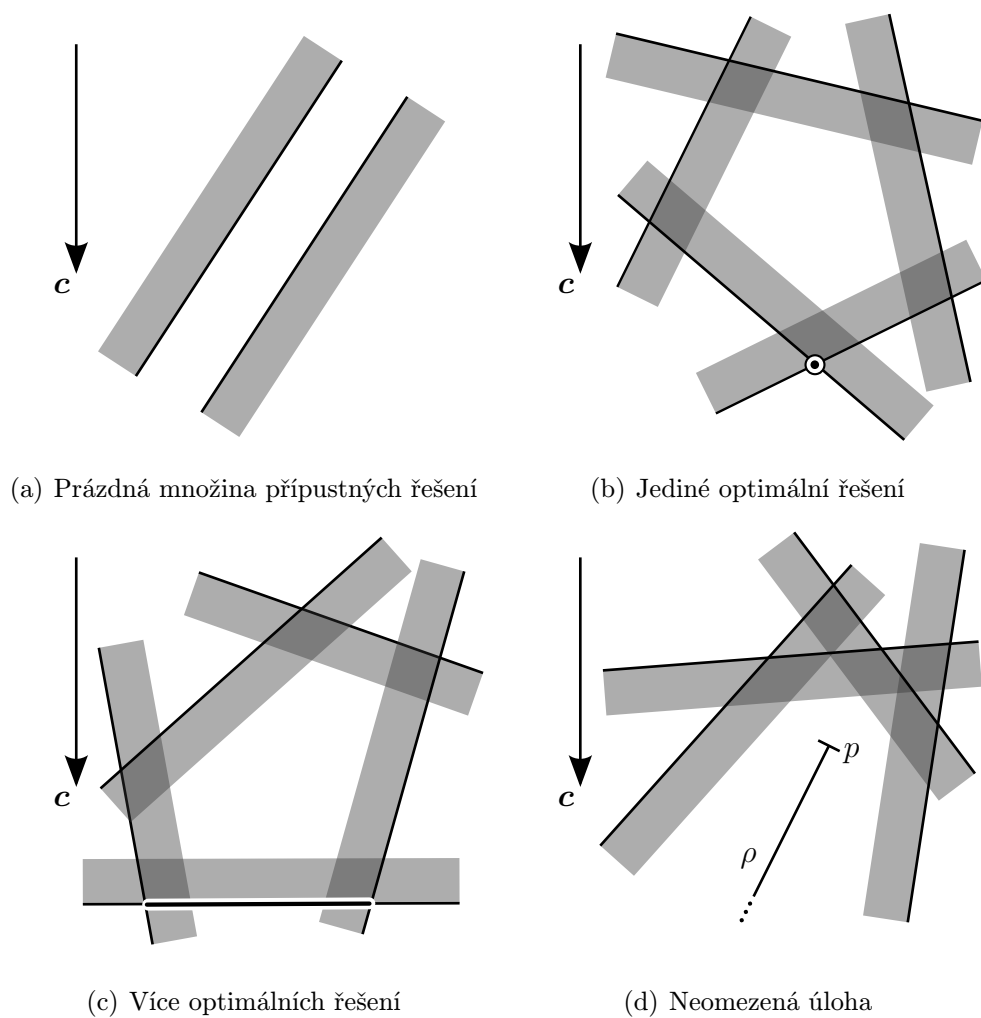 c
c
(a) Prázdná množina přípustných řešení
(b) Jediné optimální řešení
c
c
p
ρ
(c) Více optimálních řešení
(d) Neomezená úloha